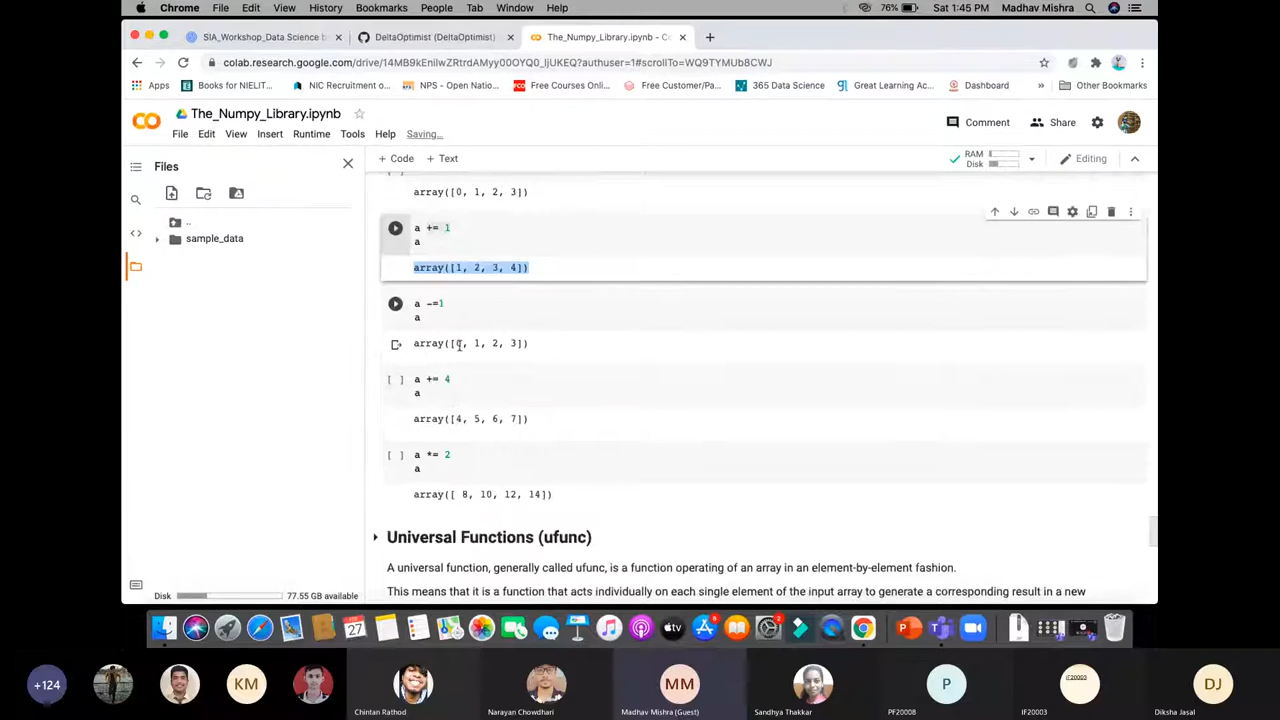 Chrome File Edit View History Bookmarks People Tab Window Help 76% Sat 1:45 PM Madhav Mishra
SIA_Workshop_Data Science b DeltaOptimist (DeltaOptimist) The_Numpy_Library.ipynb - Co
colab.research.google.com/drive/14MB9kEnilwZRtrdAMyy00OYQ0_ljUKEQ?authuser=1#scrollTo=WQ9TYMUb8CWJ
Apps Books for NIELIT... NIC Recruitment o... NPS - Open Natio... Free Courses Onli... Free Customer/Pa... 365 Data Science Great Learning Ac... Dashboard » Other Bookmarks
The_Numpy_Library.ipynb
File Edit View Insert Runtime Tools Help Saving...
Comment Share
Files
+ Code + Text
RAM
Disk
Editing
..
sample_data
array([0, 1, 2, 3])
a += 1
a
array([1, 2, 3, 4])
a -=1
a
array([0, 1, 2, 3])
[ ] a += 4
a
array([4, 5, 6, 7])
[ ] a *= 2
a
array([ 8, 10, 12, 14])
Universal Functions (ufunc)
A universal function, generally called ufunc, is a function operating of an array in an element-by-element fashion.
This means that it is a function that acts individually on each single element of the input array to generate a corresponding result in a new
Disk 77.55 GB available
+124 KM MM P IF20003 DJ
Chintan Rathod Narayan Chowdhari Madhav Mishra (Guest) Sandhya Thakkar PF20008 IF20003 Diksha Jasal